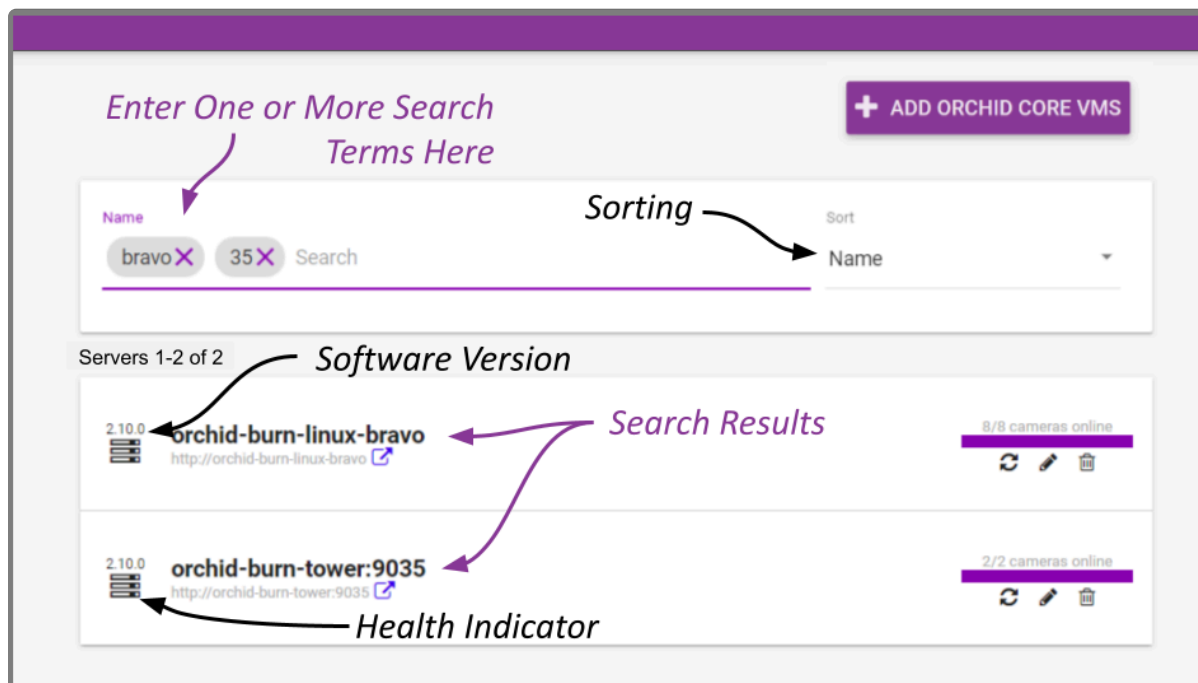 Enter One or More Search
Terms Here
ADD ORCHID CORE VMS
Name
Sorting
Sort
bravo 35 Search
Name
Servers 1-2 of 2
Software Version
2.10.0
orchid-burn-linux-bravo
http://orchid-burn-linux-bravo
Search Results
8/8 cameras online
2.10.0
orchid-burn-tower:9035
http://orchid-burn-tower:9035
2/2 cameras online
Health Indicator